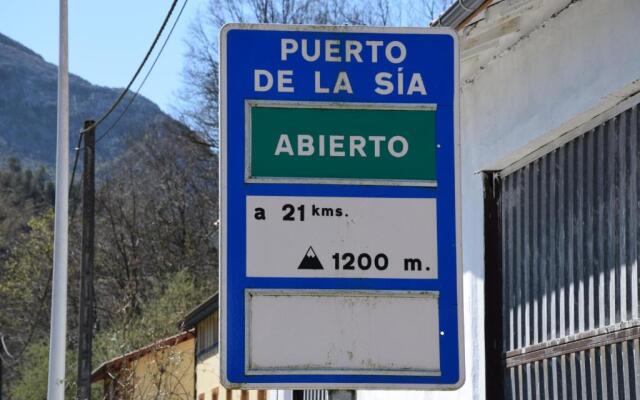 PUERTO
DE LA SÍA
ABIERTO
a 21 kms.
1200 m.